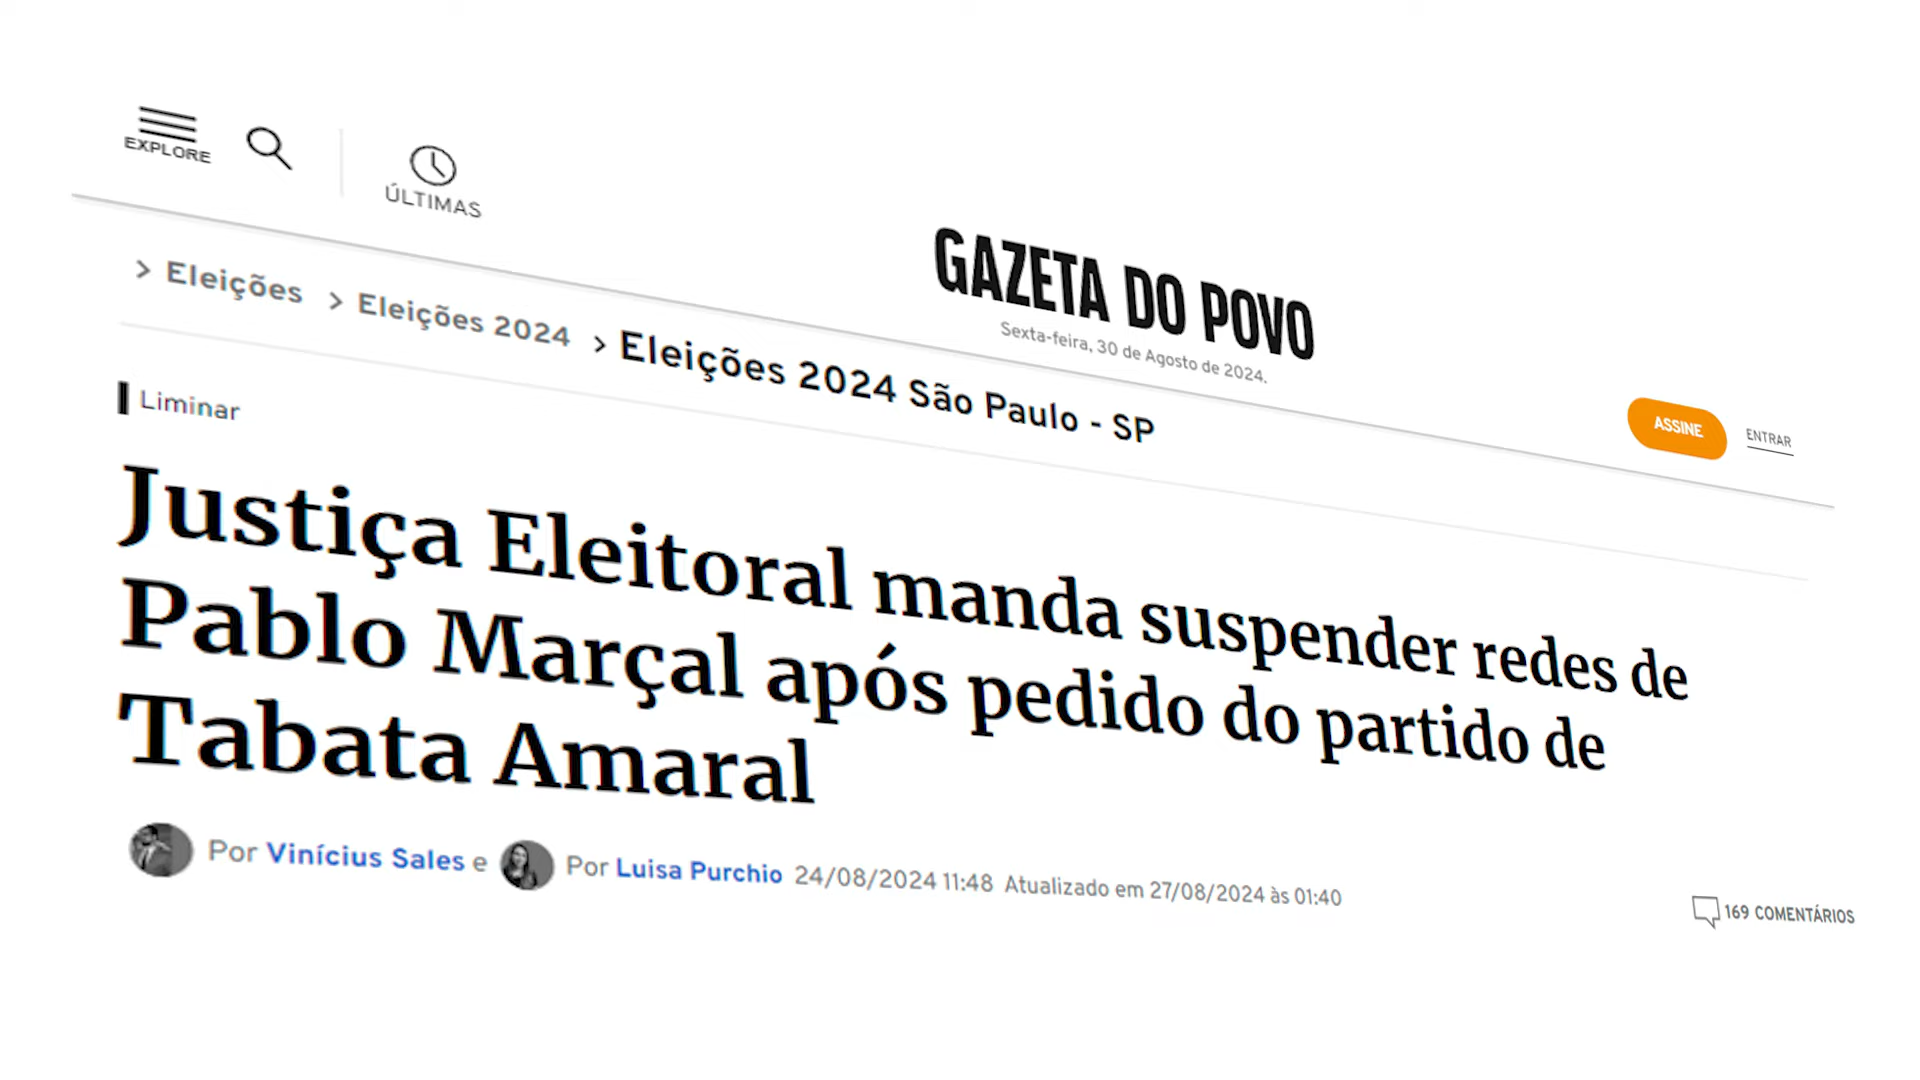 EXPLORE
ÚLTIMAS
GAZETA DO POVO
Sexta-feira, 30 de Agosto de 2024.
ASSINE
ENTRAR
> Eleições > Eleições 2024 > Eleições 2024 São Paulo - SP
Liminar
Justiça Eleitoral manda suspender redes de
Pablo Marçal após pedido do partido de
Tabata Amaral
Por Vinícius Sales e Por Luisa Purchio 24/08/2024 11:48 Atualizado em 27/08/2024 às 01:40
169 COMENTÁRIOS